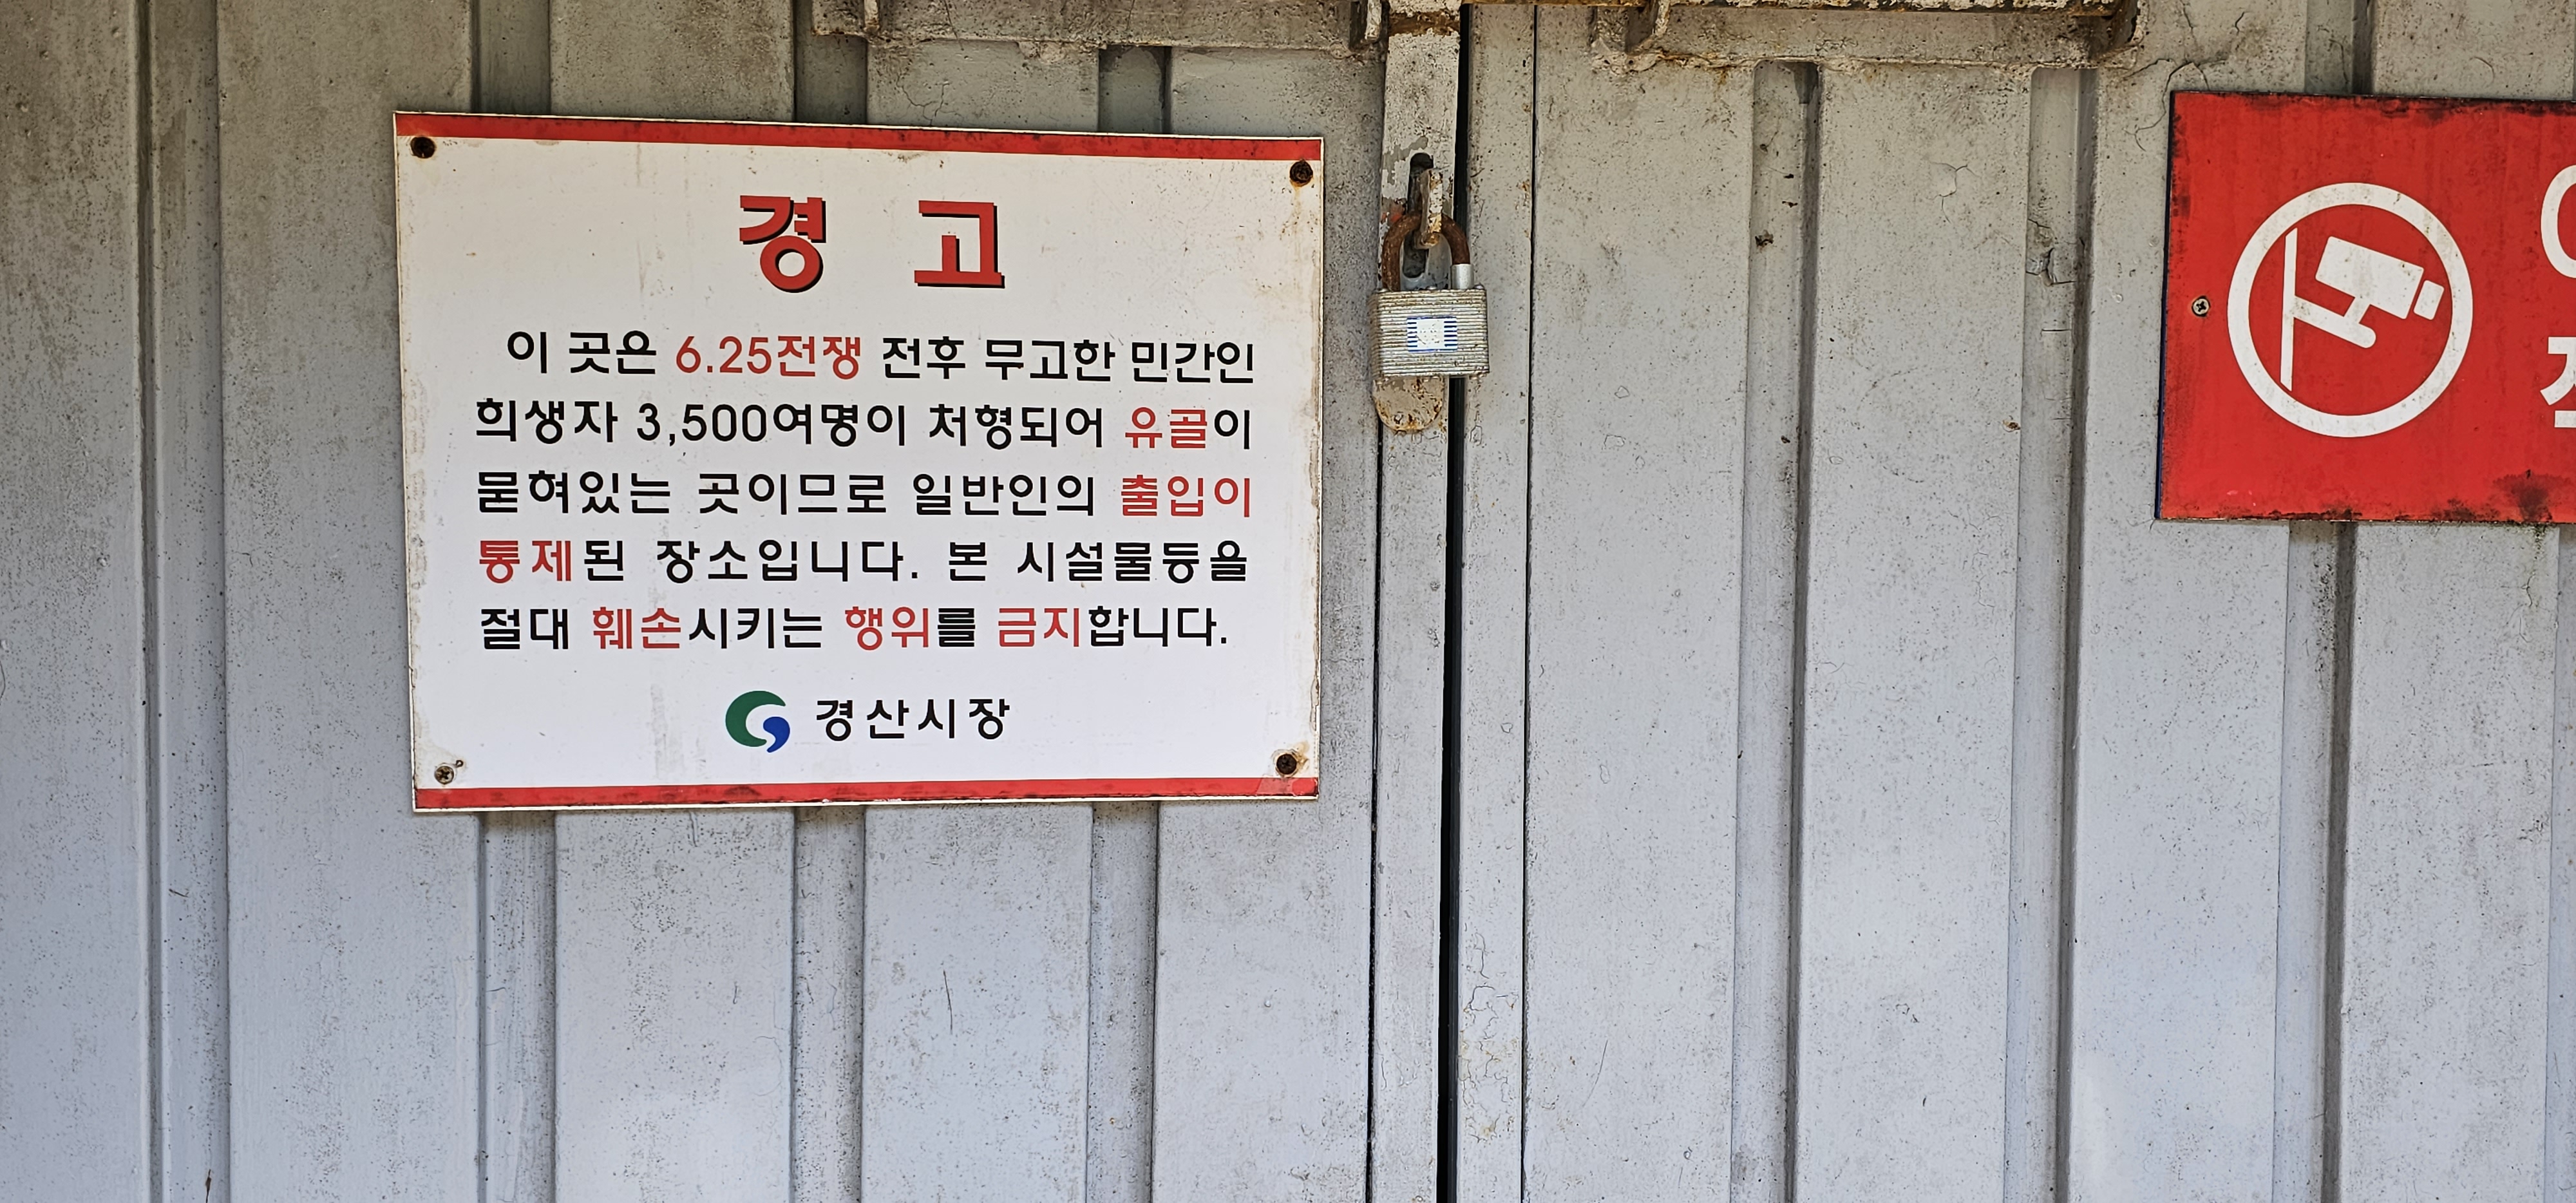 경 고
이 곳은 6.25전쟁 전후 무고한 민간인
희생자 3,500여명이 처형되어 유골이
묻혀있는 곳이므로 일반인의 출입이
통제된 장소입니다. 본 시설물등을
절대 훼손시키는 행위를 금지합니다.
경산시장